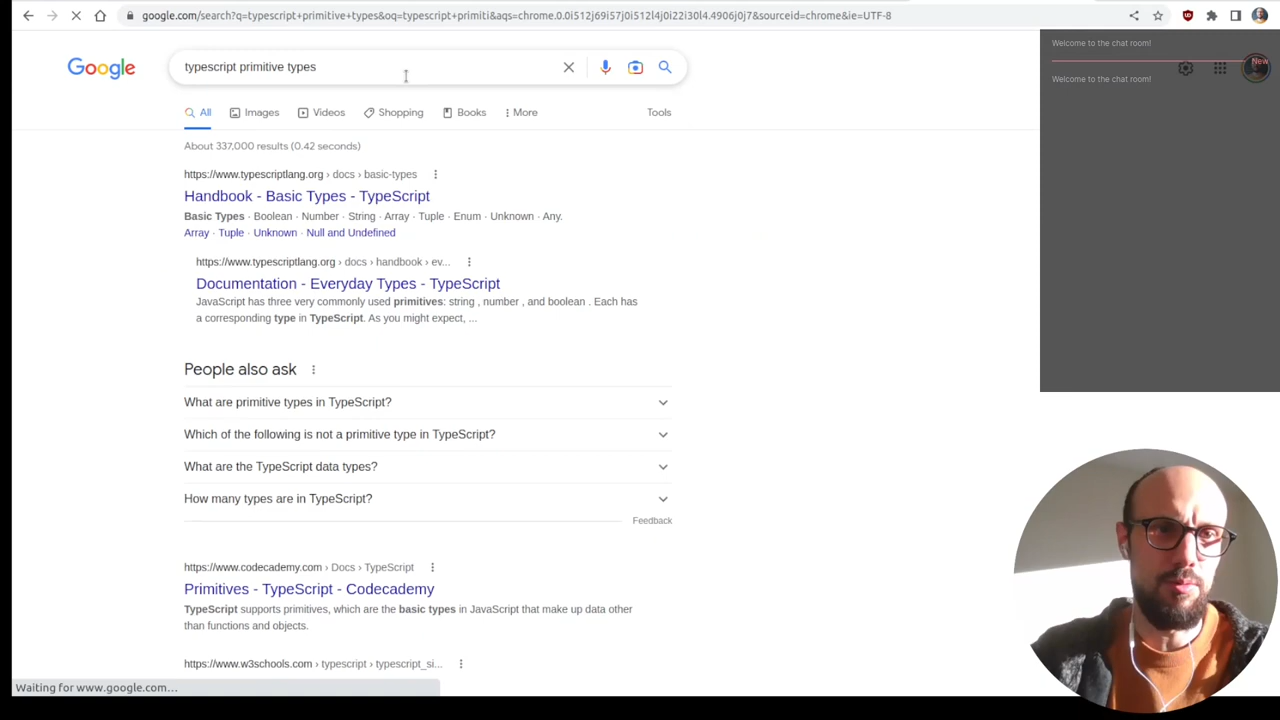 google.com/search?q=typescript+primitive+types&oq=typescript+primiti&aqs=chrome.0.0i512j69i57j0i512l4j0i22i30l4.4906j0j7&sourceid=chrome&ie=UTF-8
Welcome to the chat room!
New
Welcome to the chat room!
Google
typescript primitive types
All
Images
Videos
Shopping
Books
More
Tools
About 337,000 results (0.42 seconds)
https://www.typescriptlang.org › docs › basic-types
Handbook - Basic Types - TypeScript
Basic Types · Boolean · Number · String · Array · Tuple · Enum · Unknown · Any.
Array · Tuple · Unknown · Null and Undefined
https://www.typescriptlang.org › docs › handbook › ev...
Documentation - Everyday Types - TypeScript
JavaScript has three very commonly used primitives: string , number , and boolean . Each has
a corresponding type in TypeScript. As you might expect, ...
People also ask
What are primitive types in TypeScript?
Which of the following is not a primitive type in TypeScript?
What are the TypeScript data types?
How many types are in TypeScript?
Feedback
https://www.codecademy.com › Docs › TypeScript
Primitives - TypeScript - Codecademy
TypeScript supports primitives, which are the basic types in JavaScript that make up data other
than functions and objects.
https://www.w3schools.com › typescript › typescript_si...
Waiting for www.google.com...